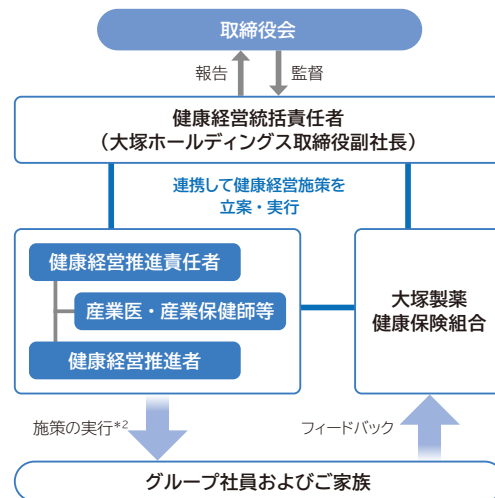 取締役会
報告
監督
健康経営統括責任者
（大塚ホールディングス取締役副社長）
連携して健康経営施策を
立案・実行
健康経営推進責任者
産業医・産業保健師等
健康経営推進者
大塚製薬
健康保険組合
施策の実行*2
フィードバック
グループ社員およびご家族